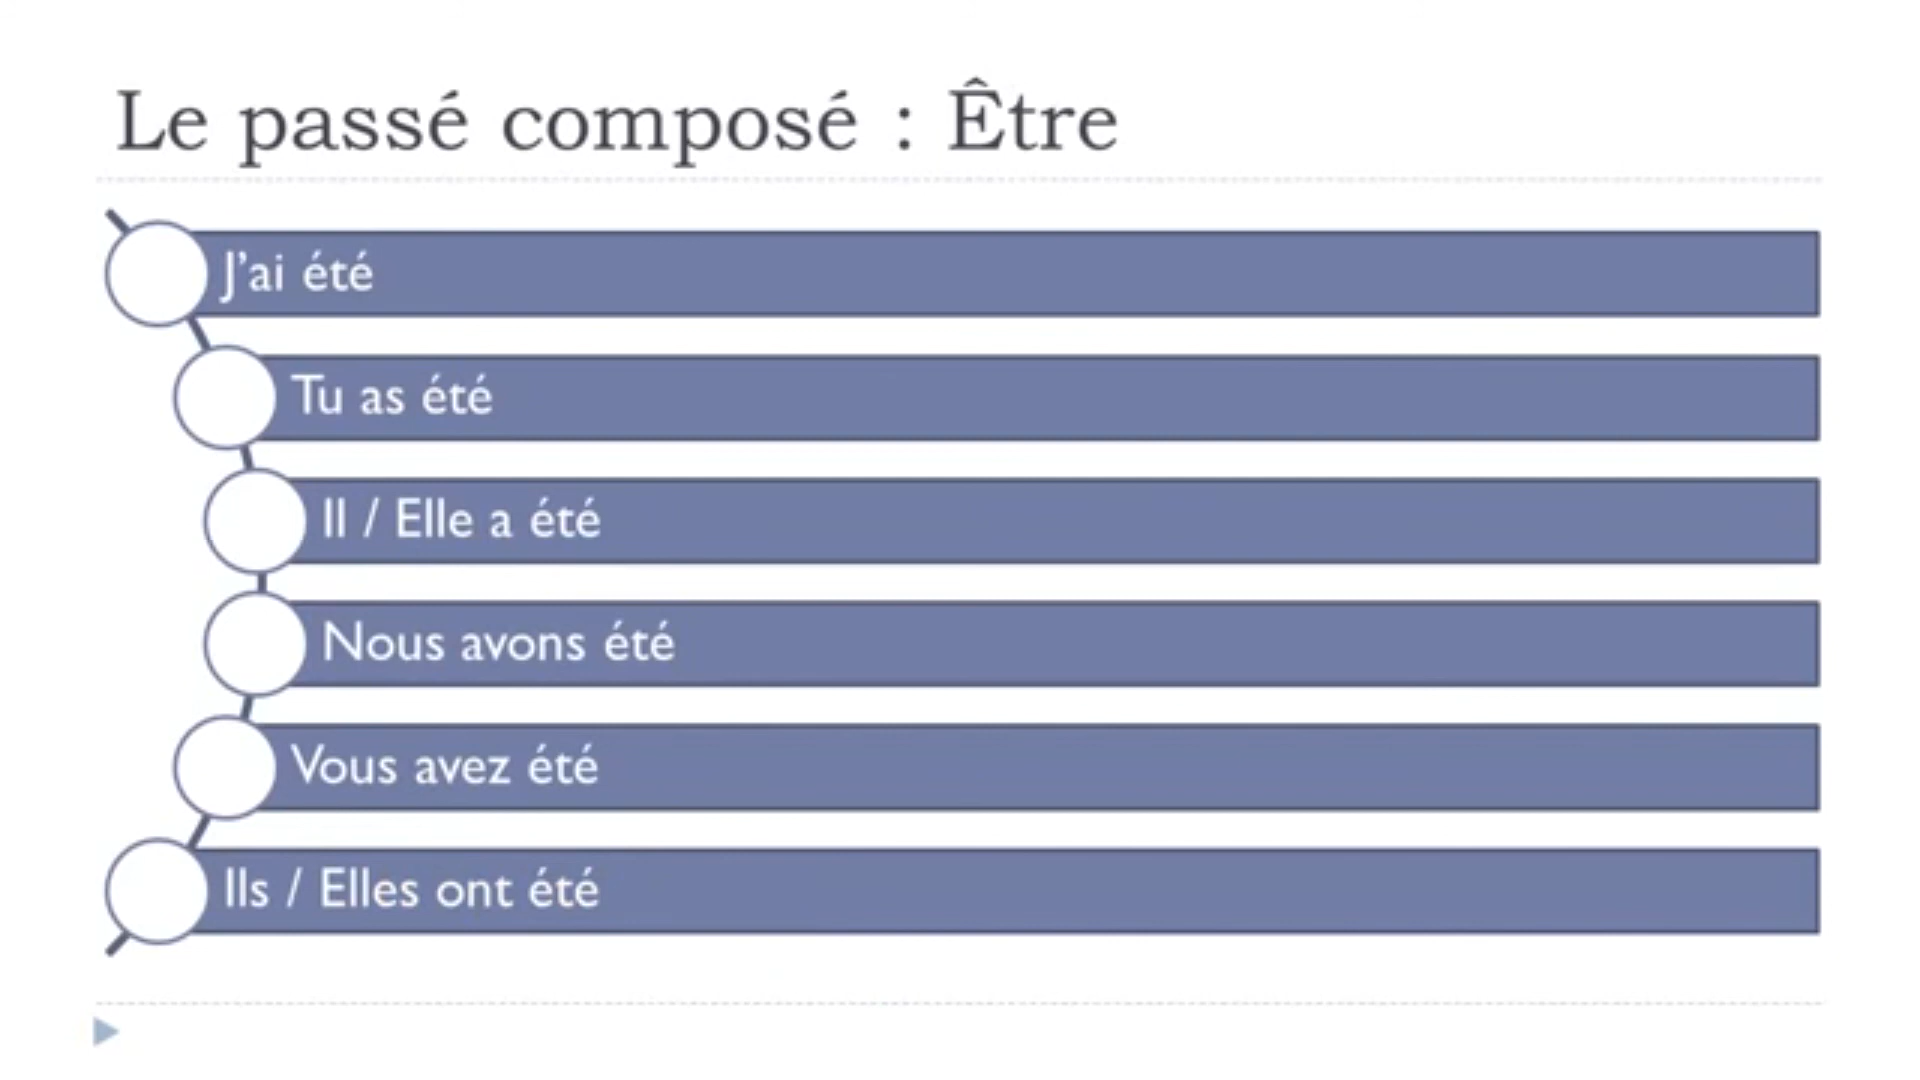 Le passé composé : Être
J’ai été
Tu as été
Il / Elle a été
Nous avons été
Vous avez été
Ils / Elles ont été